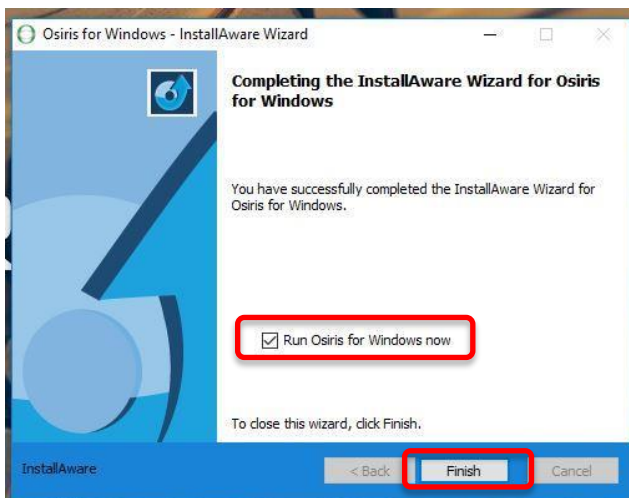 Osiris for Windows - InstallAware Wizard
Completing the InstallAware Wizard for Osiris
for Windows
You have successfully completed the InstallAware Wizard for
Osiris for Windows.
Run Osiris for Windows now
To close this wizard, click Finish.
InstallAware
< Back
Finish
Cancel